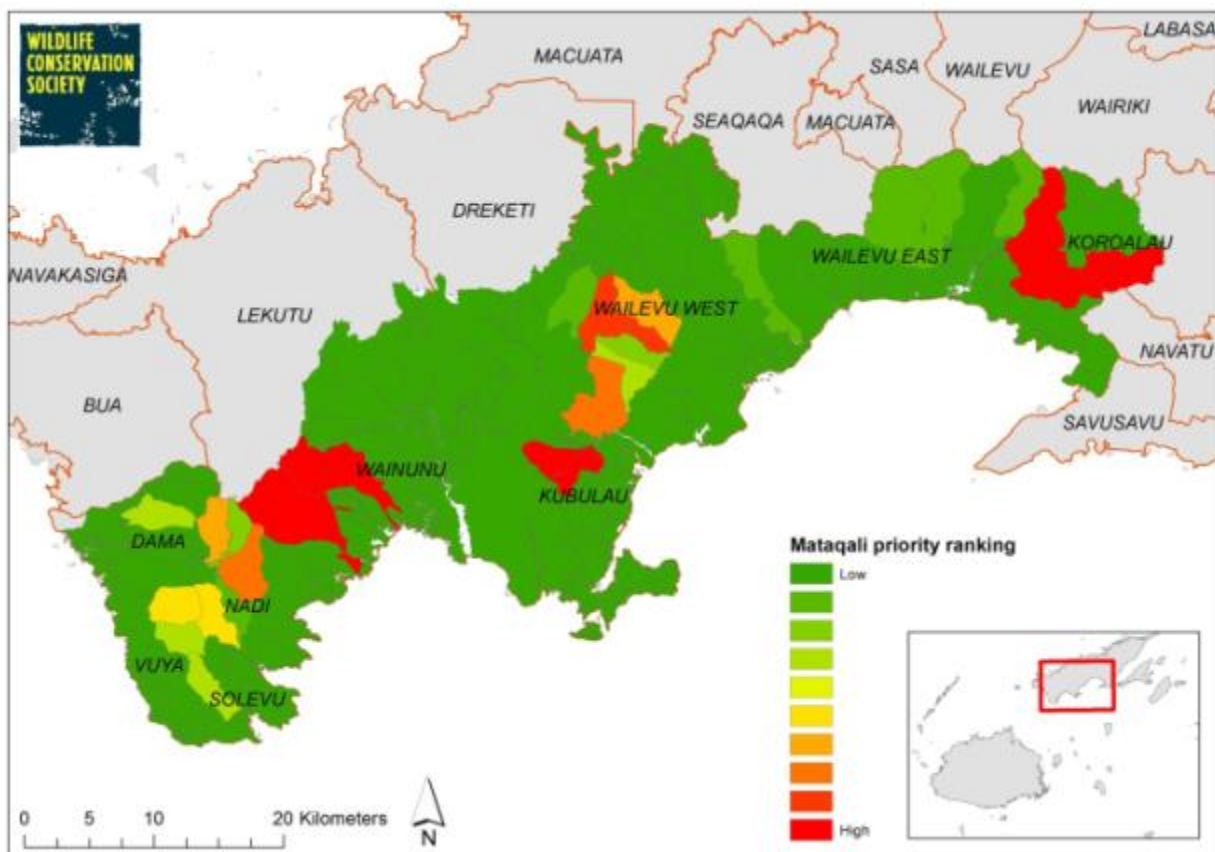 WILDLIFE
CONSERVATION
SOCIETY
MACUATA
LABASA
SASA
WAILEVU
WAIRIKI
SEAQAQA
MACUATA
DREKETI
NAVAKASIGA
LEKUTU
WAILEVU EAST
KOROALAU
WAILEVU WEST
NAVATU
BUA
SAVUSAVU
WAINUNU
KUBULAU
DAMA
NADI
VUYA
SOLEVU
Mataqali priority ranking
Low
High
0 5 10 20 Kilometers
N